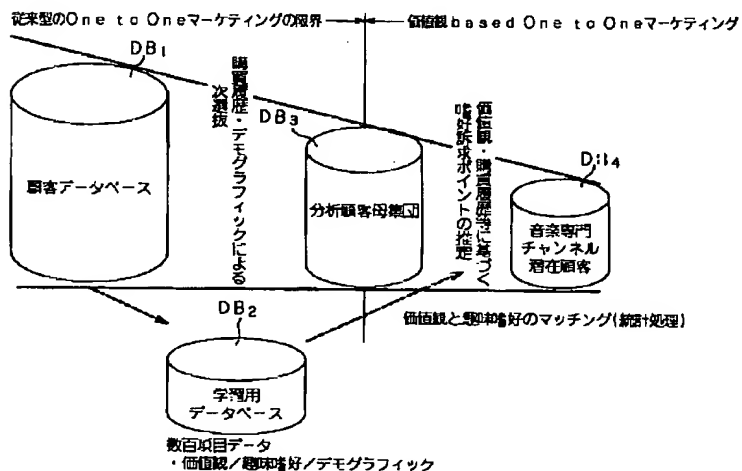 従来型のOne to Oneマーケティングの限界
価値観based One to Oneマーケティング
DB1
顧客データベース
購買履歴・デモグラフィックによる
次選抜
DB3
分析顧客母集団
価値観・購買履歴等に基づく
嗜好訴求ポイントの推定
DB4
音楽専門
チャンネル
潜在顧客
DB2
学習用
データベース
価値観と趣味嗜好のマッチング(統計処理)
数百項目データ
・価値観/趣味嗜好/デモグラフィック